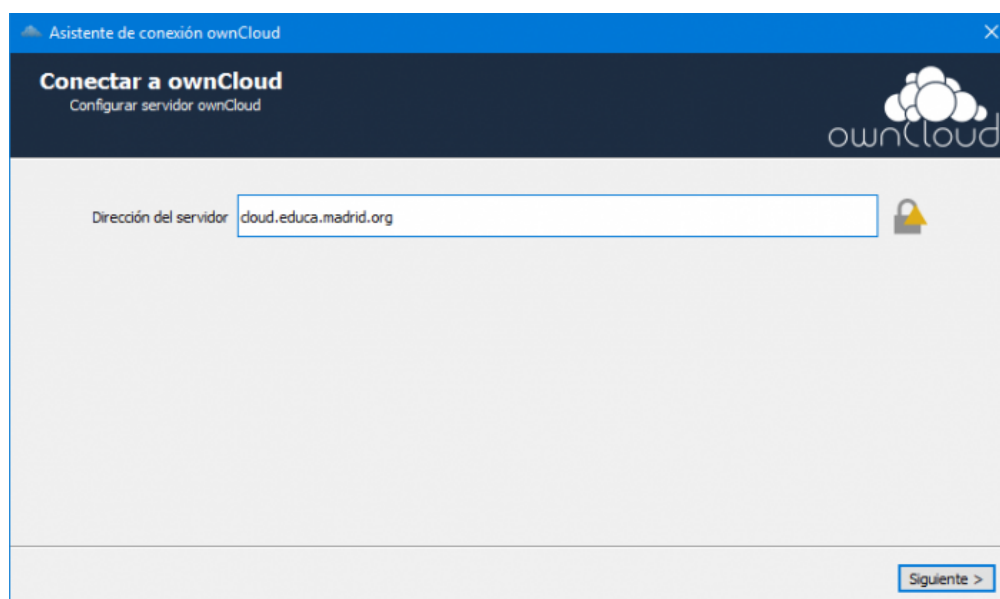 Asistente de conexión ownCloud
Conectar a ownCloud
Configurar servidor ownCloud
ownCloud
Dirección del servidor cloud.educa.madrid.org
Siguiente >